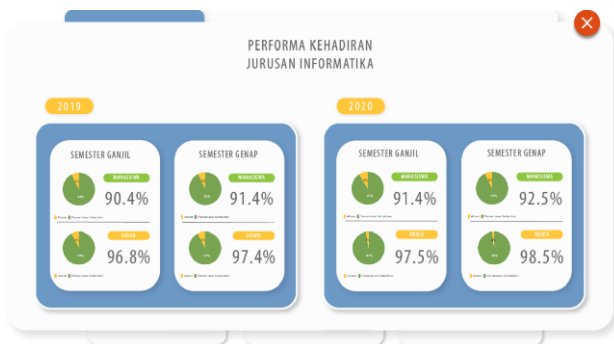 PERFORMA KEHADIRAN
JURUSAN INFORMATIKA
2019
SEMESTER GANJIL
MAHASISWA
90.4%
DOSEN
96.8%
SEMESTER GENAP
MAHASISWA
91.4%
DOSEN
97.4%
2020
SEMESTER GANJIL
MAHASISWA
91.4%
DOSEN
97.5%
SEMESTER GENAP
MAHASISWA
92.5%
DOSEN
98.5%